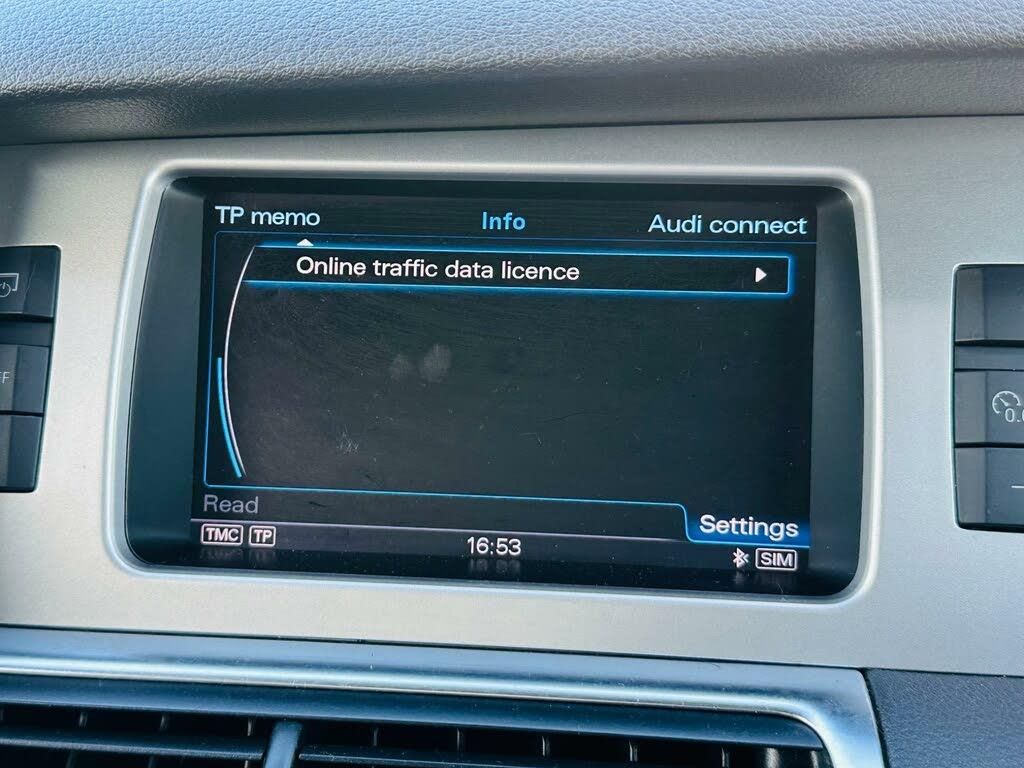 TP memo Info Audi connect
Online traffic data licence
Read Settings
TMC TP 16:53 SIM